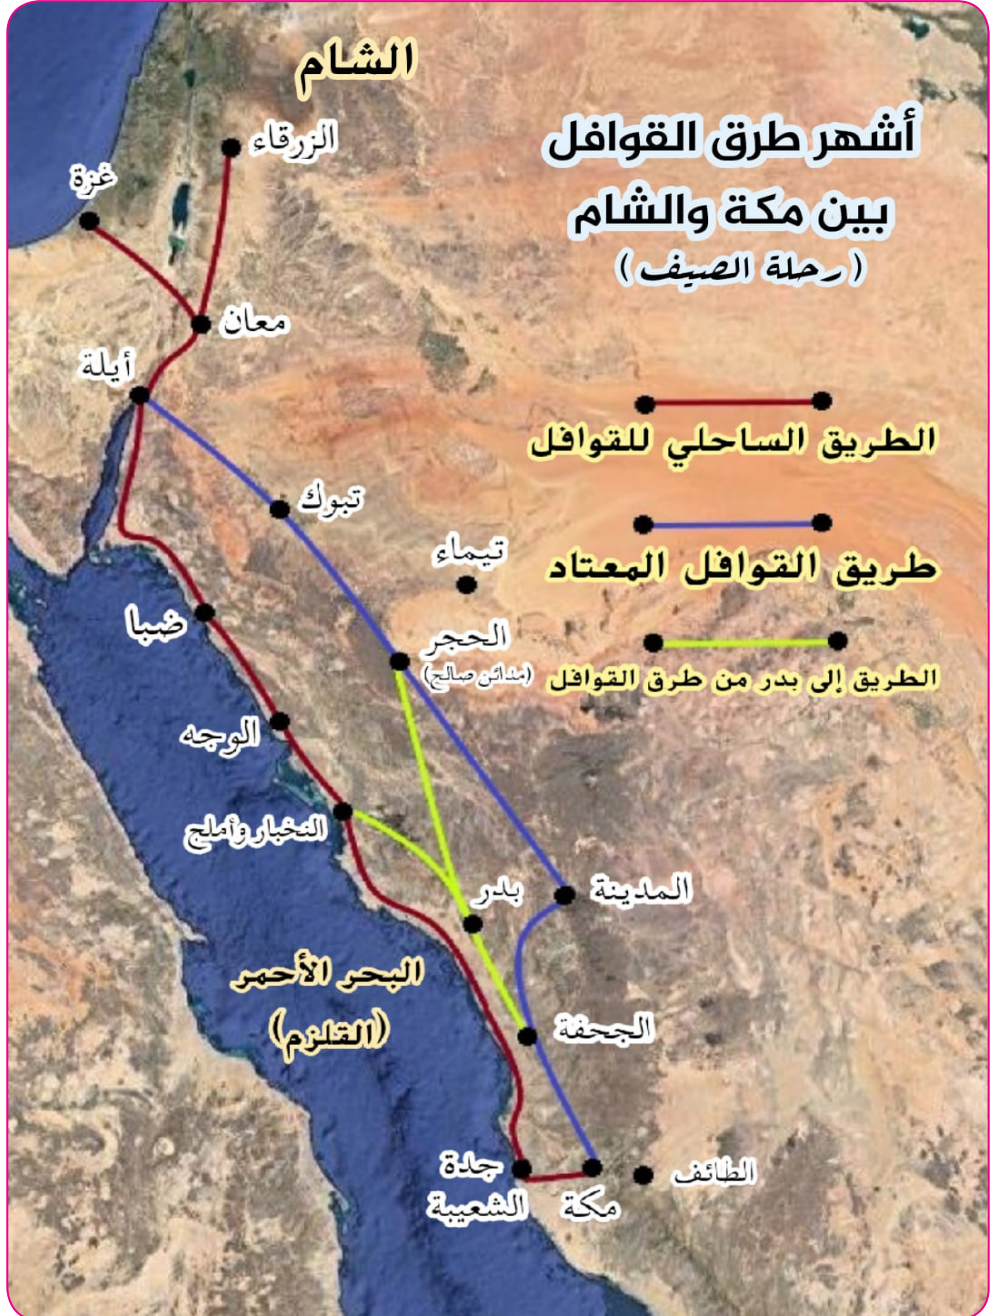 الشام
أشهر طرق القوافل
بين مكة والشام
(رحلة الصيف)
الزرقاء
غزة
معان
أيلة
الطريق الساحلي للقوافل
تبوك
طريق القوافل المعتاد
تيماء
ضبا
الحجر
(مدائن صالح)
الطريق إلى بدر من طرق القوافل
الوجه
النخبار وأملج
بدر
المدينة
البحر الأحمر
(القلزم)
الجحفة
جدة
الشعيبة
مكة
الطائف